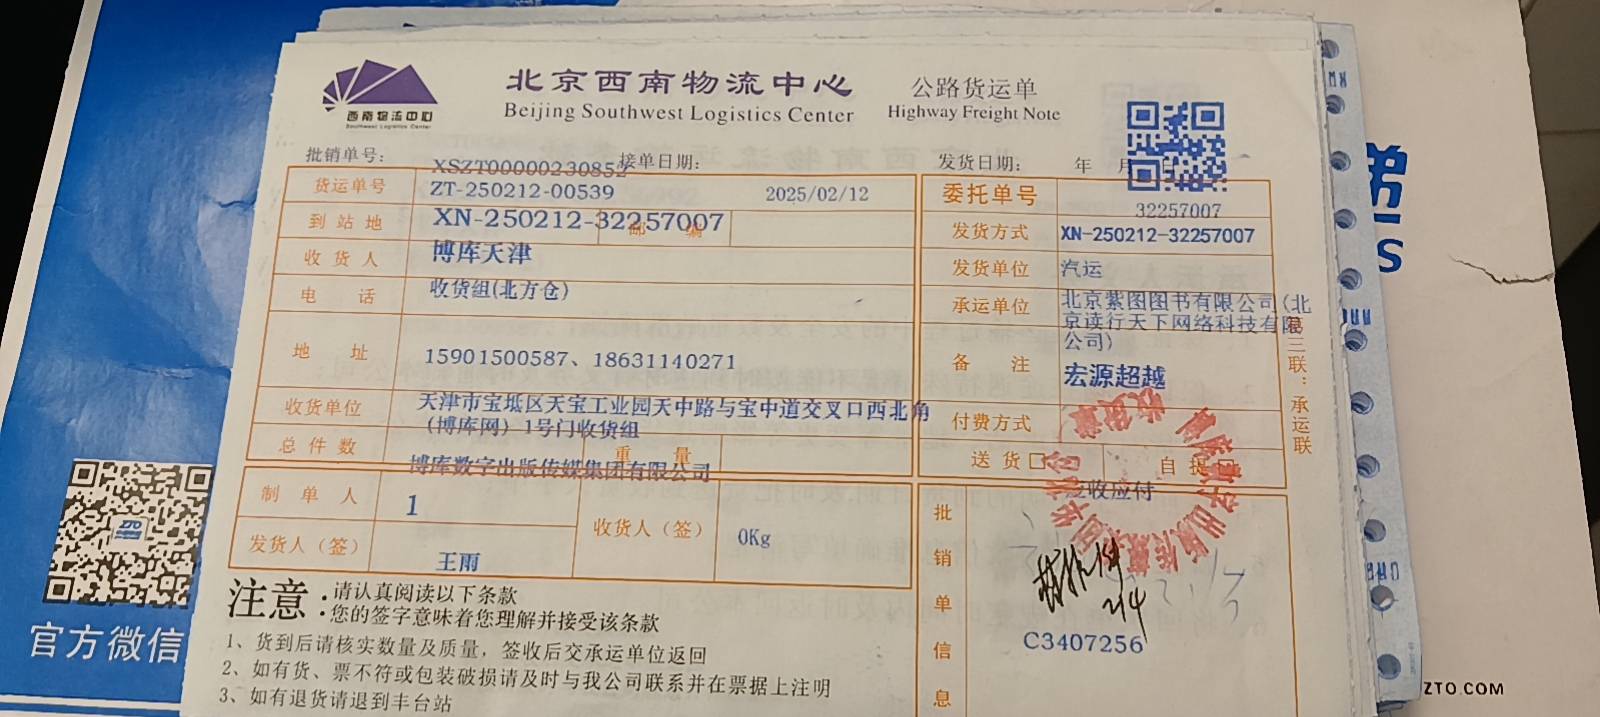 西南物流中心
Southwest Logistics Center
北京西南物流中心
Beijing Southwest Logistics Center
公路货运单
Highway Freight Note
批销单号：
XSZT0000023085
接单日期：
发货日期： 年 月 日
货运单号 ZT-250212-00539 2025/02/12
委托单号 32257007
到站地 XN-250212-32257007
邮 编
发货方式 XN-250212-32257007
收货人 博库天津
发货单位 汽运
电 话 收货组(北方仓)
承运单位 北京紫图图书有限公司(北
京读行天下网络科技有限
公司)
地 址 15901500587、18631140271
备 注 宏源超越
收货单位 天津市宝坻区天宝工业园天中路与宝中道交叉口西北角
(博库网) 1号门收货组
付费方式
总件数 重 量
博库数字出版传媒集团有限公司
送货□ 自提□
收应付
制单人 1
收货人（签） 0Kg
发货人（签） 王雨
批销单信息
2/4
C3407256
三联：承运联
注意：
请认真阅读以下条款
您的签字意味着您理解并接受该条款
1、货到后请核实数量及质量，签收后交承运单位返回
2、如有货、票不符或包装破损请及时与我公司联系并在票据上注明
3、如有退货请退到丰台站
官方微信
ZTO
ZTO.COM